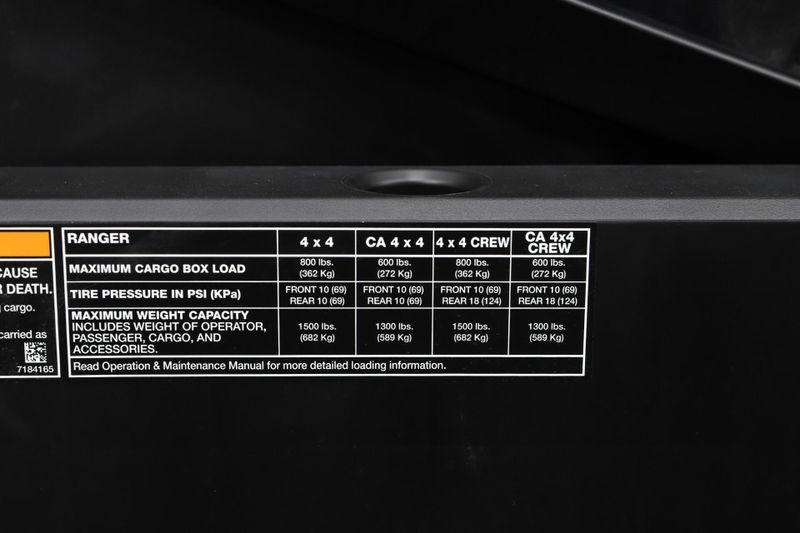 CAUSE
DEATH.
cargo.
carried as
7184165
RANGER 4 x 4 CA 4 x 4 4 x 4 CREW CA 4x4 CREW
MAXIMUM CARGO BOX LOAD 800 lbs. (362 Kg) 600 lbs. (272 Kg) 800 lbs. (362 Kg) 600 lbs. (272 Kg)
TIRE PRESSURE IN PSI (KPa) FRONT 10 (69) REAR 10 (69) FRONT 10 (69) REAR 10 (69) FRONT 10 (69) REAR 18 (124) FRONT 10 (69) REAR 18 (124)
MAXIMUM WEIGHT CAPACITY
INCLUDES WEIGHT OF OPERATOR,
PASSENGER, CARGO, AND
ACCESSORIES. 1500 lbs. (682 Kg) 1300 lbs. (589 Kg) 1500 lbs. (682 Kg) 1300 lbs. (589 Kg)
Read Operation & Maintenance Manual for more detailed loading information.